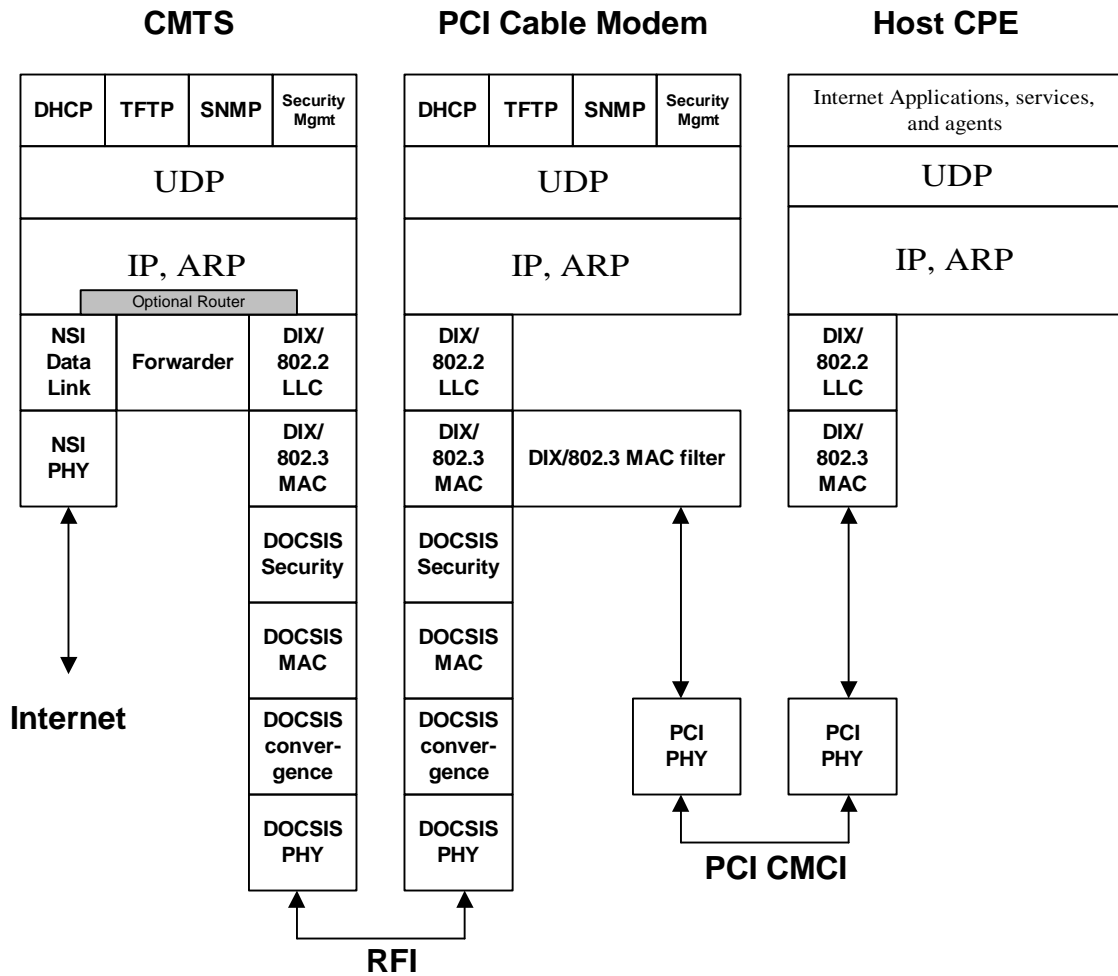 CMTS
PCI Cable Modem
Host CPE
DHCP
TFTP
SNMP
Security
Mgmt
UDP
IP, ARP
Optional Router
NSI
Data
Link
Forwarder
DIX/
802.2
LLC
NSI
PHY
DIX/
802.3
MAC
DOCSIS
Security
DOCSIS
MAC
DOCSIS
conver-
gence
DOCSIS
PHY
Internet
DHCP
TFTP
SNMP
Security
Mgmt
UDP
IP, ARP
DIX/
802.2
LLC
DIX/
802.3
MAC
DIX/802.3 MAC filter
DOCSIS
Security
DOCSIS
MAC
DOCSIS
conver-
gence
DOCSIS
PHY
PCI
PHY
Internet Applications, services,
and agents
UDP
IP, ARP
DIX/
802.2
LLC
DIX/
802.3
MAC
PCI
PHY
PCI CMCI
RFI